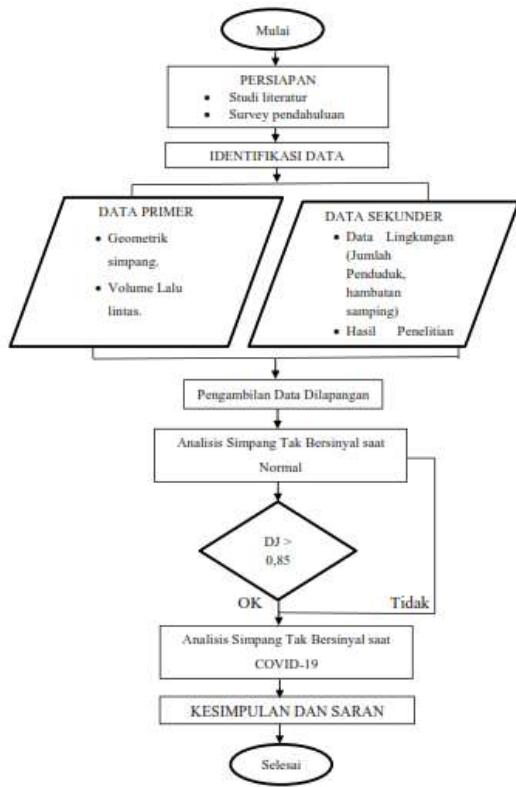 Mulai
PERSIAPAN
• Studi literatur
• Survey pendahuluan
IDENTIFIKASI DATA
DATA PRIMER
• Geometrik
simpang,
• Volume Lalu
lintas.
DATA SEKUNDER
• Data Lingkungan
(Jumlah
Penduduk,
hambatan
samping)
• Hasil Penelitian
Pengambilan Data Dilapangan
Analisis Simpang Tak Bersinyal saat
Normal
DJ >
0,85
OK
Tidak
Analisis Simpang Tak Bersinyal saat
COVID-19
KESIMPULAN DAN SARAN
Selesai